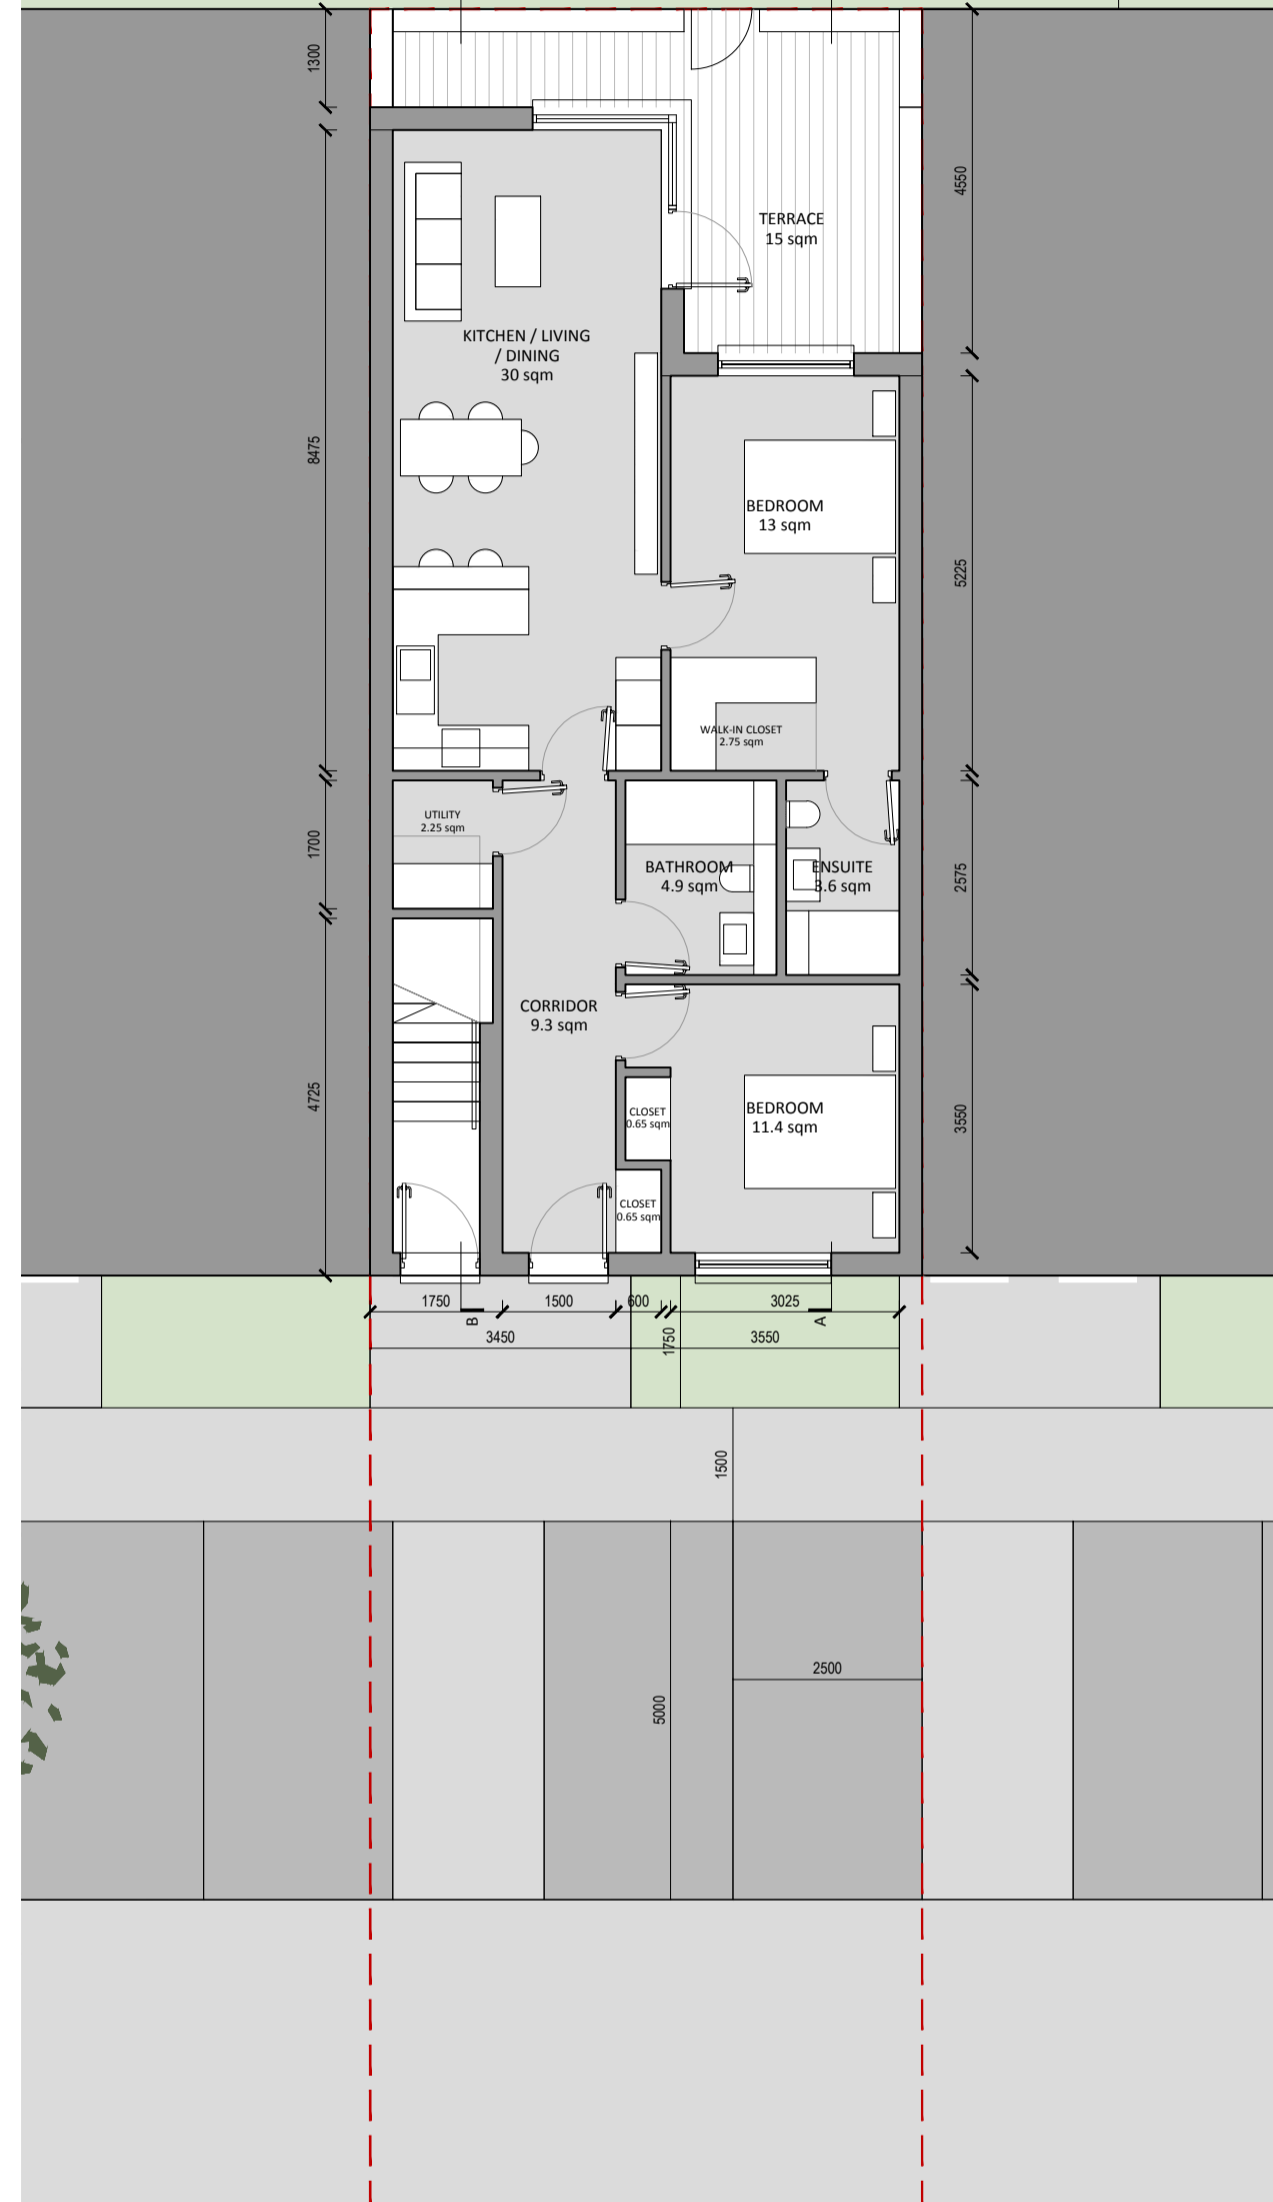 1300
4550
TERRACE
15 sqm
KITCHEN / LIVING
/ DINING
30 sqm
8475
BEDROOM
13 sqm
5225
WALK-IN CLOSET
2.75 sqm
UTILITY
2.25 sqm
1700
BATHROOM
4.9 sqm
ENSUITE
3.6 sqm
2575
CORRIDOR
9.3 sqm
4725
CLOSET
0.65 sqm
BEDROOM
11.4 sqm
3550
CLOSET
0.65 sqm
1750
1500
600
3025
B
A
3450
1750
3550
1500
2500
5000